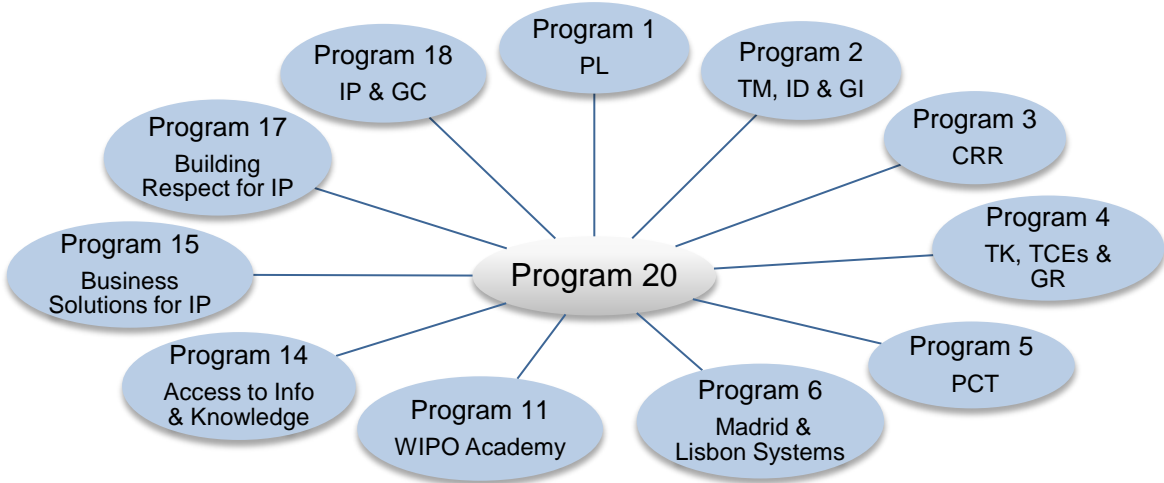 Program 1
PL
Program 2
TM, ID & GI
Program 3
CRR
Program 4
TK, TCEs &
GR
Program 5
PCT
Program 6
Madrid &
Lisbon Systems
Program 11
WIPO Academy
Program 14
Access to Info
& Knowledge
Program 15
Business
Solutions for IP
Program 17
Building
Respect for IP
Program 18
IP & GC
Program 20